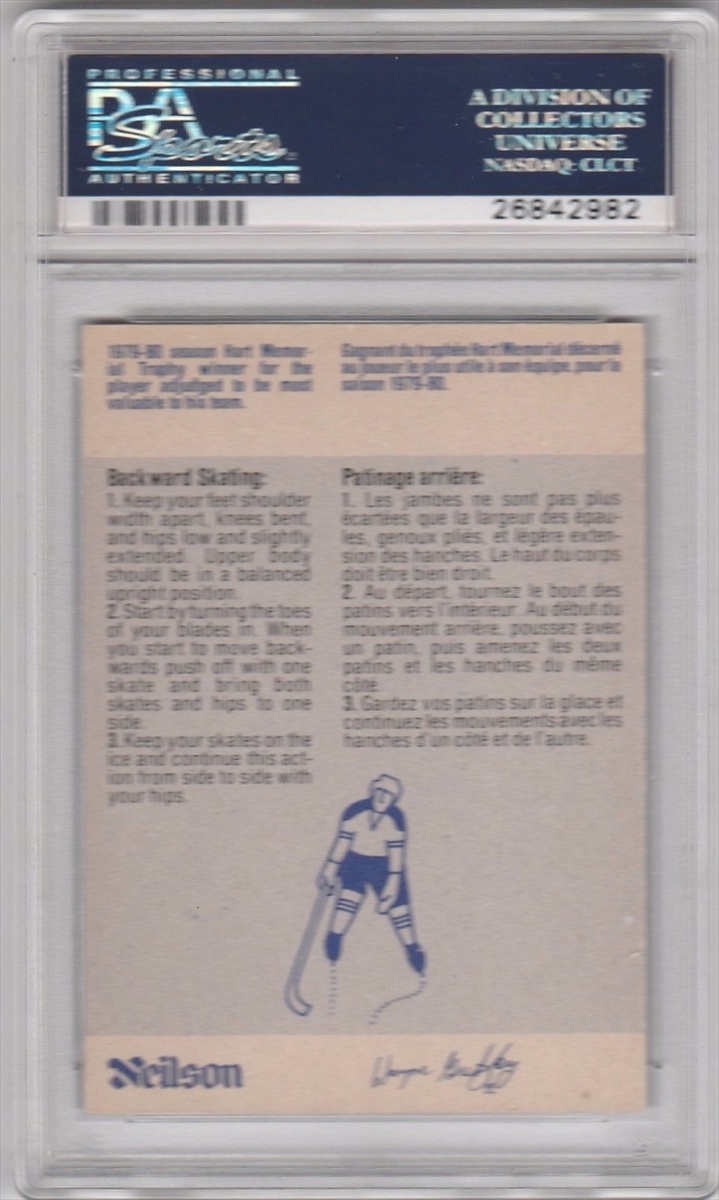 PROFESSIONAL
PSA
Sports
AUTHENTICATOR
A DIVISION OF
COLLECTORS
UNIVERSE
NASDAQ: CLCT
26842982
1979-80 season Hart Memor-
ial Trophy winner for the
player adjudged to be most
valuable to his team.
Gagnant du trophée Hart Memorial décerné
au joueur le plus utile à son équipe, pour la
saison 1979-80.
Backward Skating:
1. Keep your feet shoulder
width apart, knees bent,
and hips low and slightly
extended. Upper body
should be in a balanced
upright position.
2. Start by turning the toes
of your blades in. When
you start to move back-
wards push off with one
skate and bring both
skates and hips to one
side.
3. Keep your skates on the
ice and continue this act-
ion from side to side with
your hips.
Patinage arrière:
1. Les jambes ne sont pas plus
écartées que la largeur des épau-
les, genoux pliés, et légère exten-
sion des hanches. Le haut du corps
doit être bien droit.
2. Au départ, tournez le bout des
patins vers l'intérieur. Au début du
mouvement arrière, poussez avec
un patin, puis amenez les deux
patins et les hanches du même
côté.
3. Gardez vos patins sur la glace et
continuez les mouvements avec les
hanches d'un côté et de l'autre.
Neilson
Wayne Gretzky